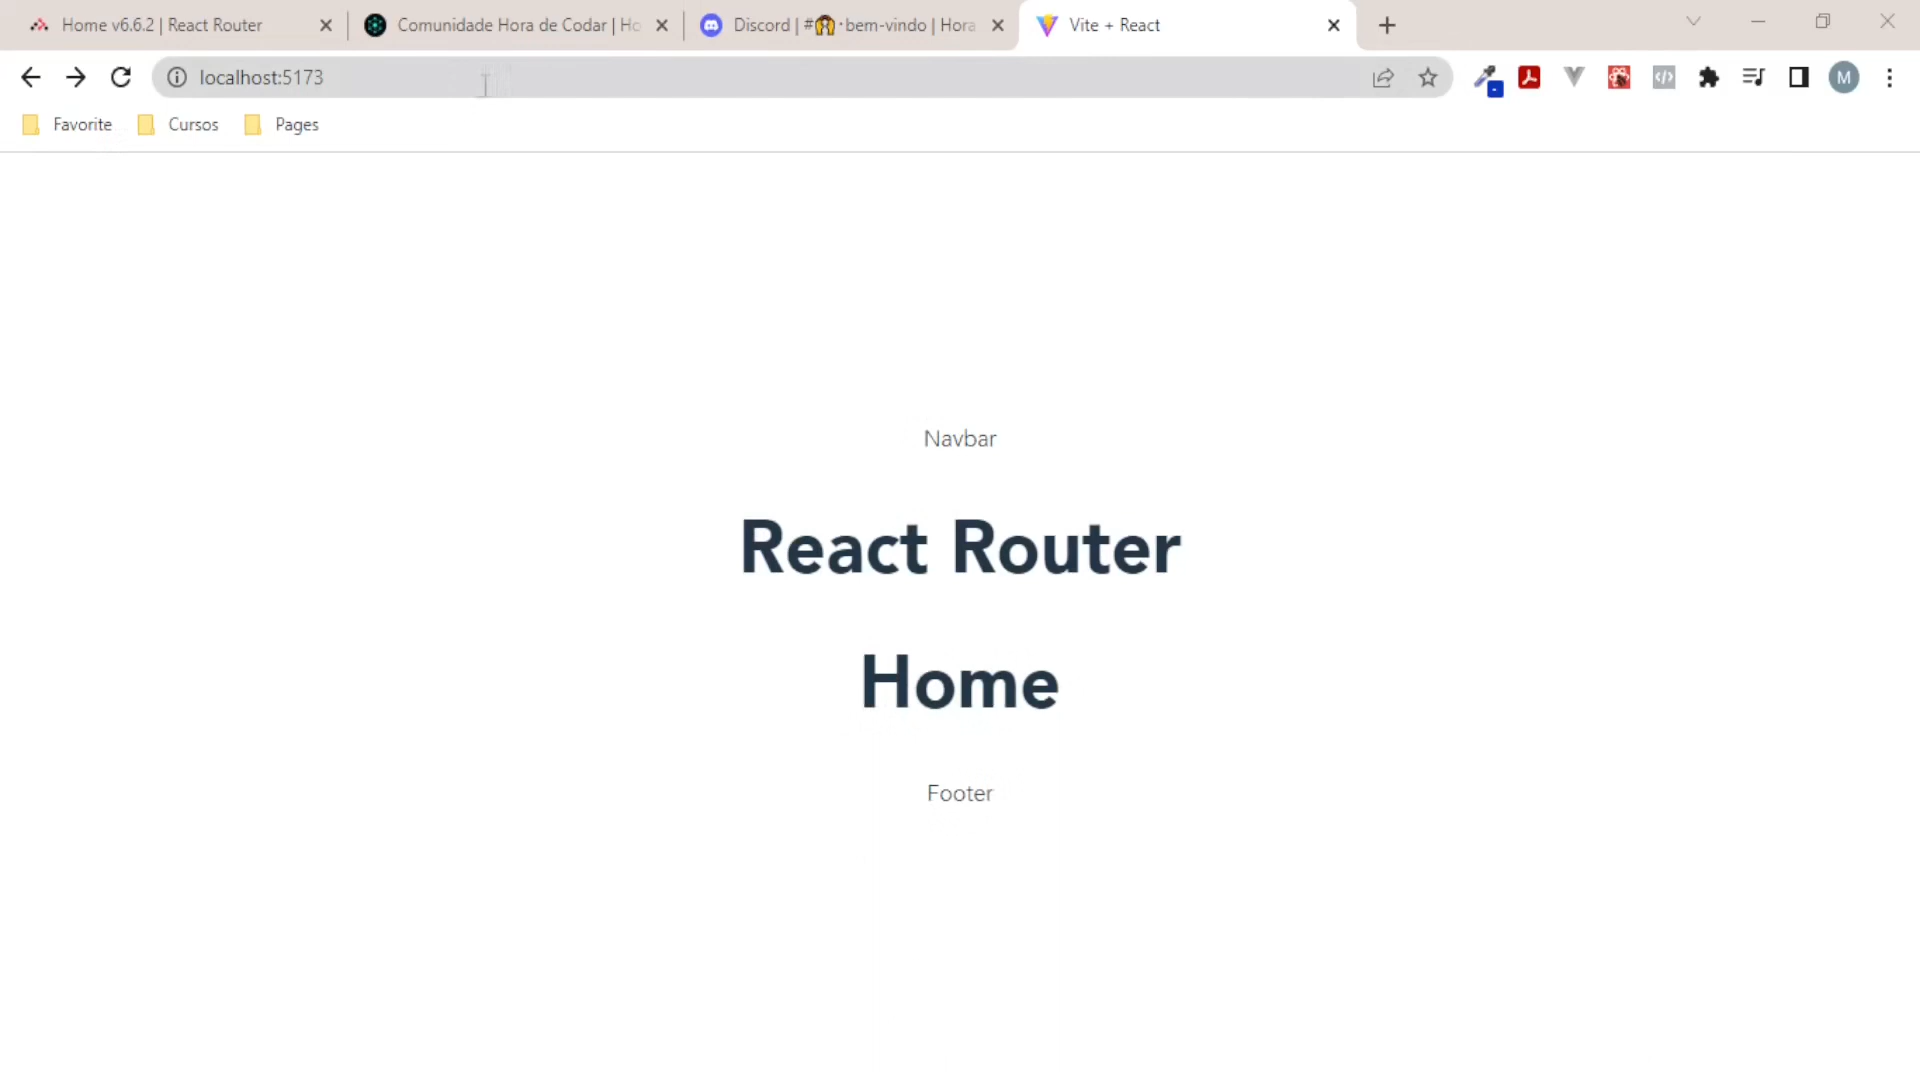 Home v6.6.2 | React Router
Comunidade Hora de Codar | Ho
Discord | # · bem-vindo | Hora
Vite + React
localhost:5173
M
Favorite
Cursos
Pages
Navbar
React Router
Home
Footer